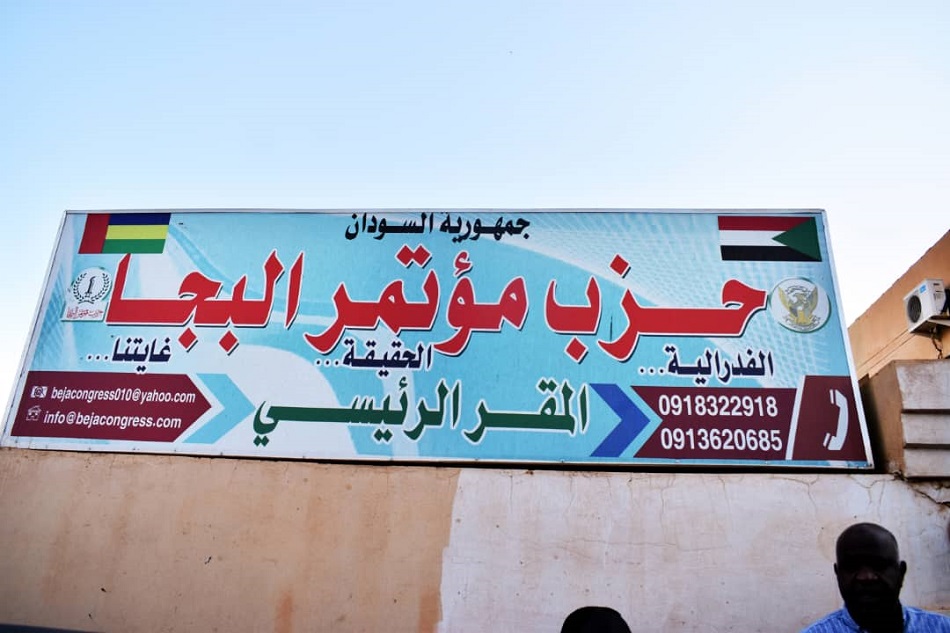 جمهورية السودان
حزب مؤتمر البجا
الفدرالية... الحقيقة... غايتنا...
المقر الرئيسي
0918322918
0913620685
bejacongress010@yahoo.com
info@bejacongress.com